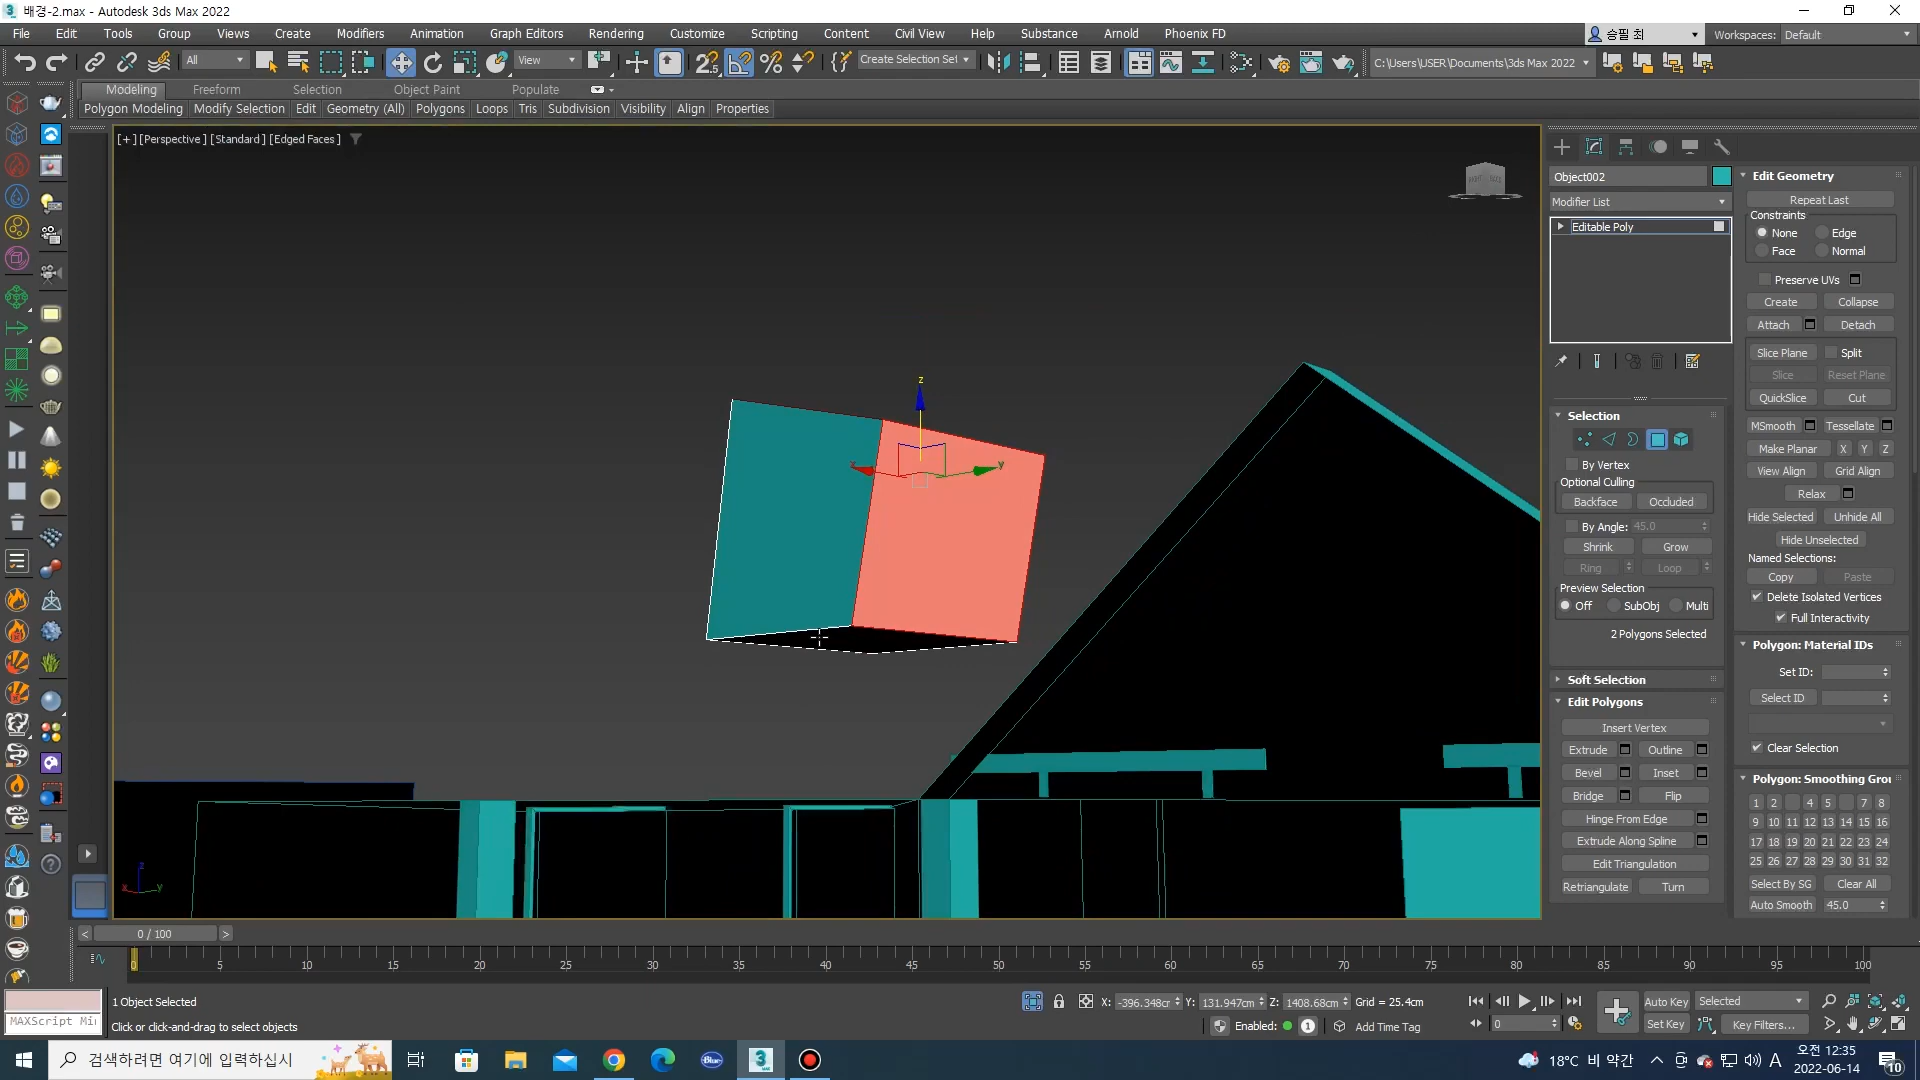 배경-2.max - Autodesk 3ds Max 2022
File Edit Tools Group Views Create Modifiers Animation Graph Editors Rendering Customize Scripting Content Civil View Help Substance Arnold Phoenix FD
승필 최 Workspaces: Default
All View Create Selection Set C:\Users\USER\Documents\3ds Max 2022
Modeling Freeform Selection Object Paint Populate
Polygon Modeling Modify Selection Edit Geometry (All) Polygons Loops Tris Subdivision Visibility Align Properties
[+] [Perspective ] [Standard ] [Edged Faces ]
z
y
x y z
Object002
Modifier List
Editable Poly
Selection
By Vertex
Optional Culling
Backface Occluded
By Angle: 45.0
Shrink Grow
Ring Loop
Preview Selection
Off SubObj Multi
2 Polygons Selected
Soft Selection
Edit Polygons
Insert Vertex
Extrude Outline
Bevel Inset
Bridge Flip
Hinge From Edge
Extrude Along Spline
Edit Triangulation
Retriangulate Turn
Edit Geometry
Repeat Last
Constraints
None Edge
Face Normal
Preserve UVs
Create Collapse
Attach Detach
Slice Plane Split
Slice Reset Plane
QuickSlice Cut
MSmooth Tessellate
Make Planar X Y Z
View Align Grid Align
Relax
Hide Selected Unhide All
Hide Unselected
Named Selections:
Copy Paste
Delete Isolated Vertices
Full Interactivity
Polygon: Material IDs
Set ID:
Select ID
Clear Selection
Polygon: Smoothing Grou
1 2 4 5 7 8
9 10 11 12 13 14 15 16
17 18 19 20 21 22 23 24
25 26 27 28 29 30 31 32
Select By SG Clear All
Auto Smooth 45.0
< 0 / 100 >
0 5 10 15 20 25 30 35 40 45 50 55 60 65 70 75 80 85 90 95 100
1 Object Selected
X: -396.348cm Y: 131.947cm Z: 1408.68cm Grid = 25.4cm
Auto Key Selected
MAXScript Mi
Click or click-and-drag to select objects
Enabled: 1 Add Time Tag
0
Set Key Key Filters...
검색하려면 여기에 입력하십시
18°C 비 약간 A 오전 12:35
2022-06-14
10